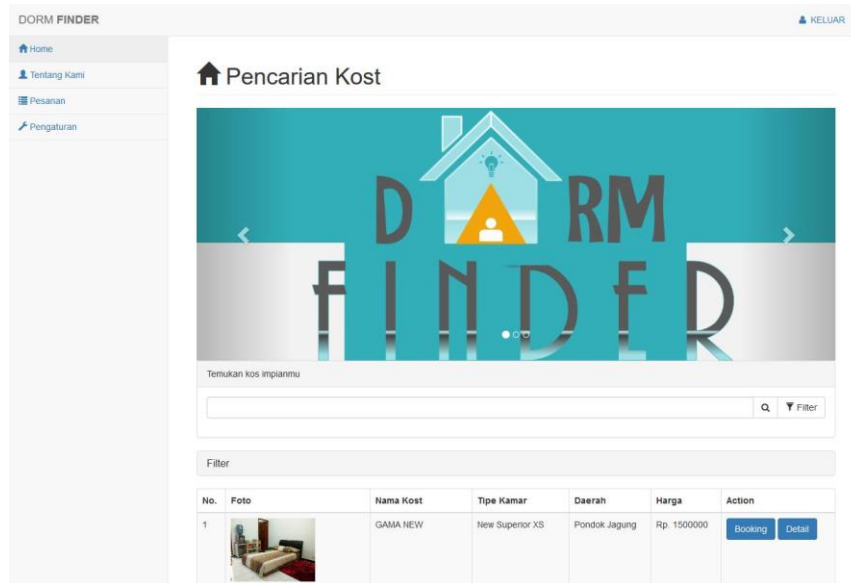 DORM FINDER
KELUAR
Home
Tentang Kami
Pesanan
Pengaturan
Pencarian Kost
D RM
FINDER
Temukan kos impianmu
Filter
Filter
No. Foto Nama Kost Tipe Kamar Daerah Harga Action
1 GAMA NEW New Superior XS Pondok Jagung Rp. 1500000 Booking Detail